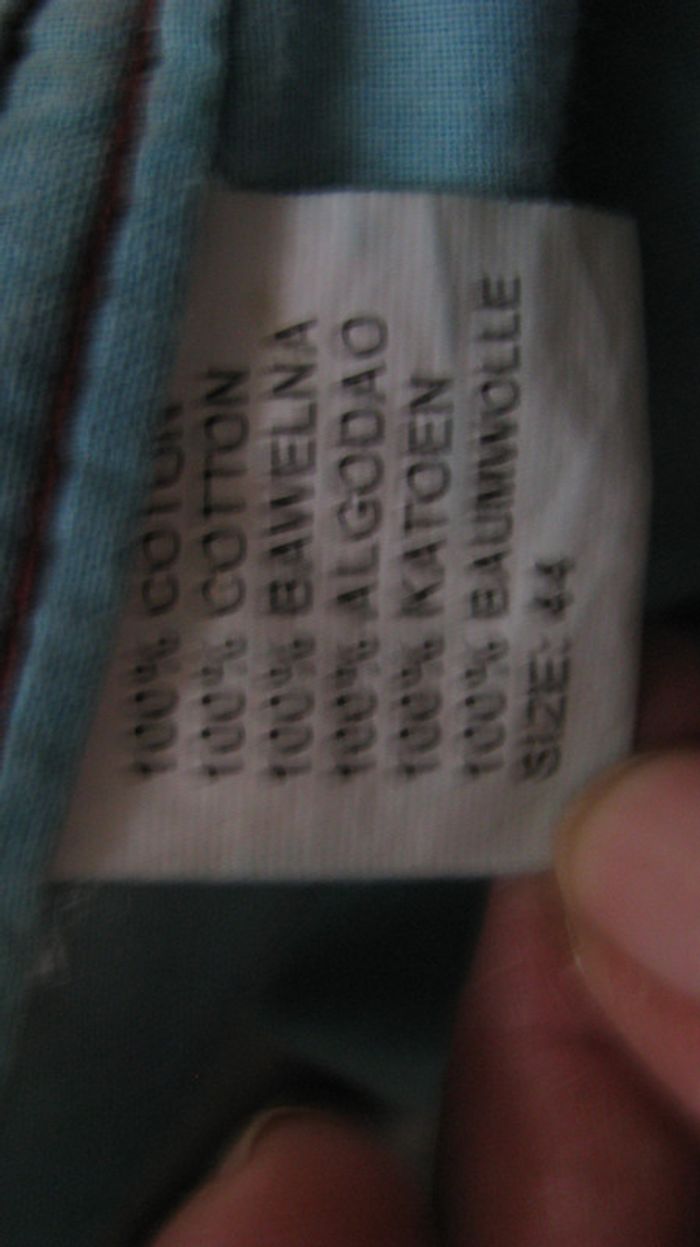 100% COTON
100% COTTON
100% BAWELNA
100% ALGODAO
100% KATOEN
100% BAUMWOLLE
SIZE: 44